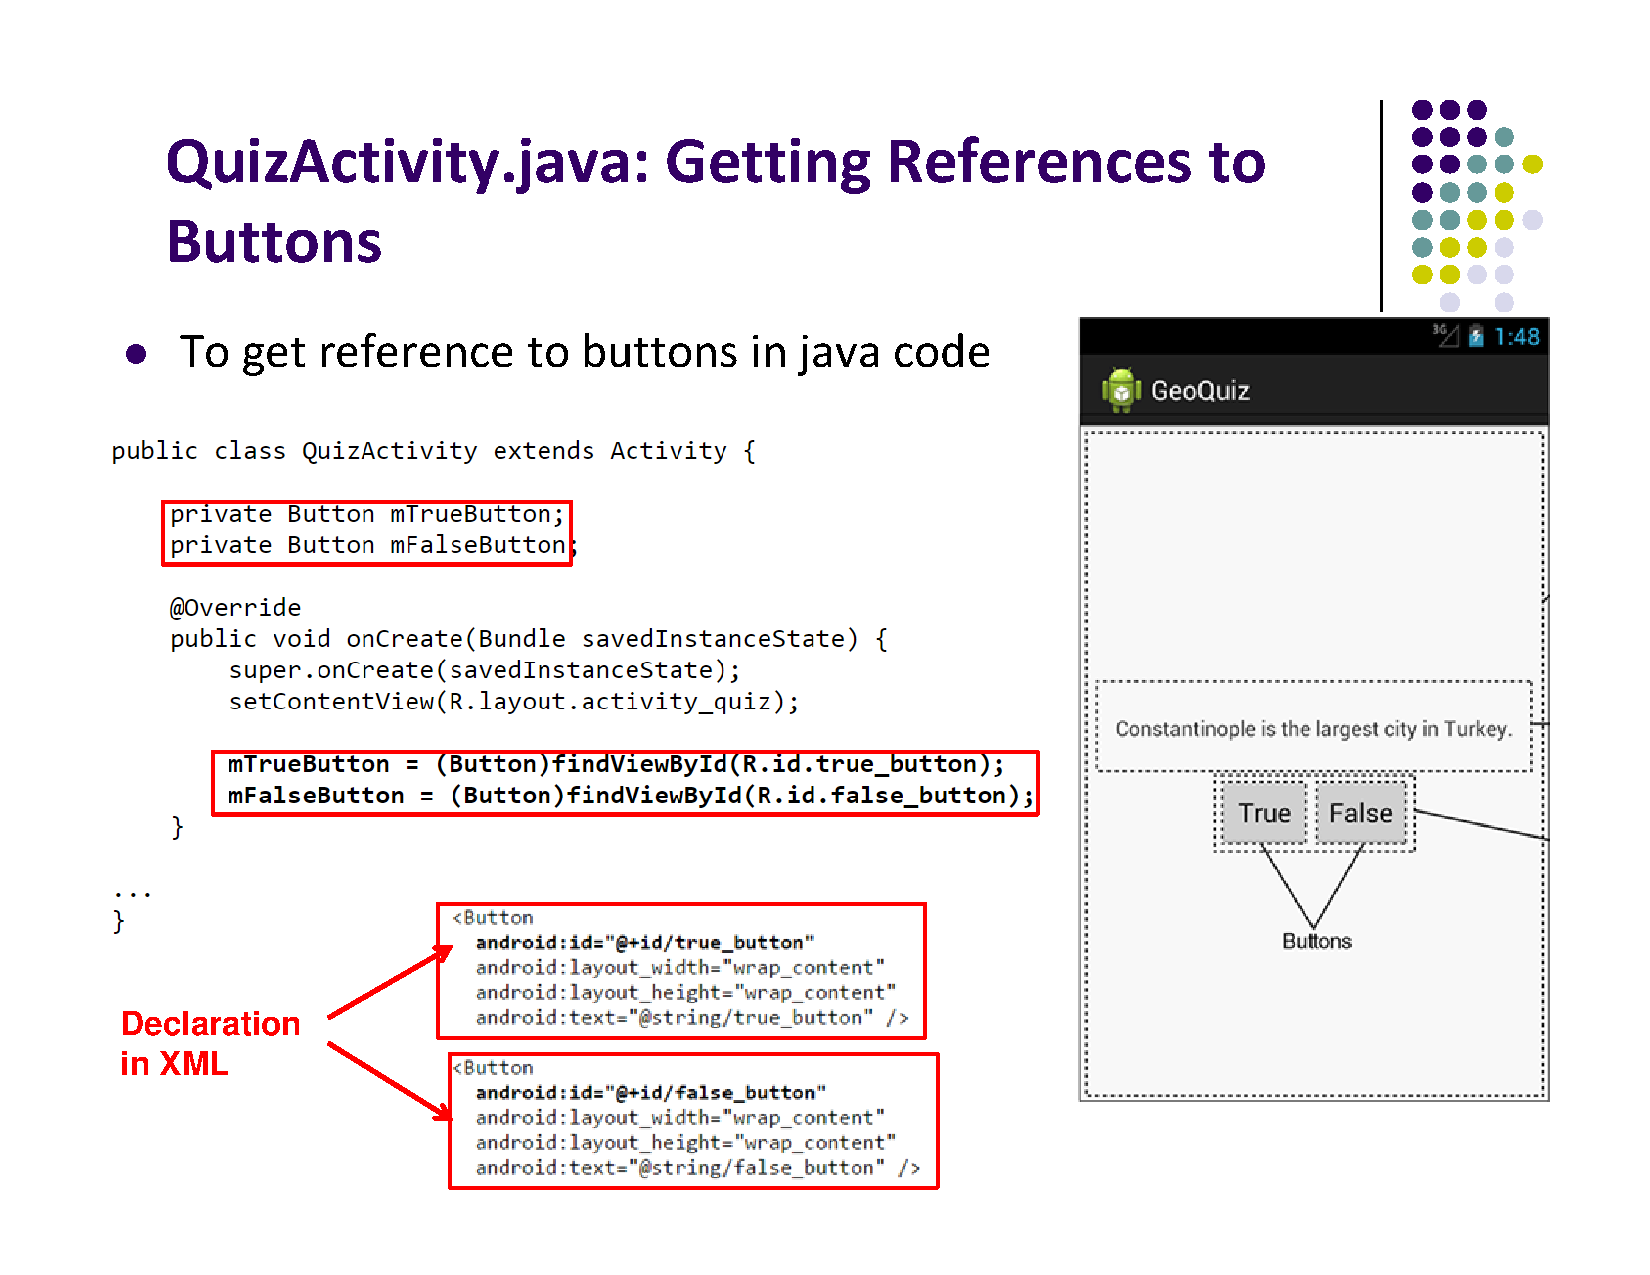 QuizActivity.java: Getting References to
Buttons
To get reference to buttons in java code
public class QuizActivity extends Activity {
private Button mTrueButton;
private Button mFalseButton;
@Override
public void onCreate(Bundle savedInstanceState) {
super.onCreate(savedInstanceState);
setContentView(R.layout.activity_quiz);
mTrueButton = (Button)findViewById(R.id.true_button);
mFalseButton = (Button)findViewById(R.id.false_button);
}
...
}
Declaration
in XML
<Button
android:id="@+id/true_button"
android:layout_width="wrap_content"
android:layout_height="wrap_content"
android:text="@string/true_button" />
<Button
android:id="@+id/false_button"
android:layout_width="wrap_content"
android:layout_height="wrap_content"
android:text="@string/false_button" />
3G 1:48
GeoQuiz
Constantinople is the largest city in Turkey.
True False
Buttons